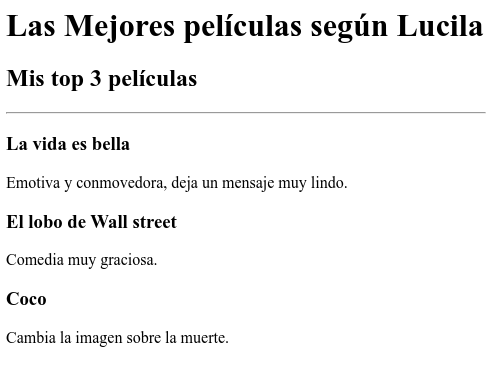 Las Mejores películas según Lucila
Mis top 3 películas
La vida es bella
Emotiva y conmovedora, deja un mensaje muy lindo.
El lobo de Wall street
Comedia muy graciosa.
Coco
Cambia la imagen sobre la muerte.